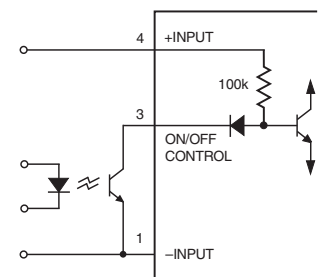 4
+INPUT
100k
3
ON/OFF
CONTROL
1
–INPUT